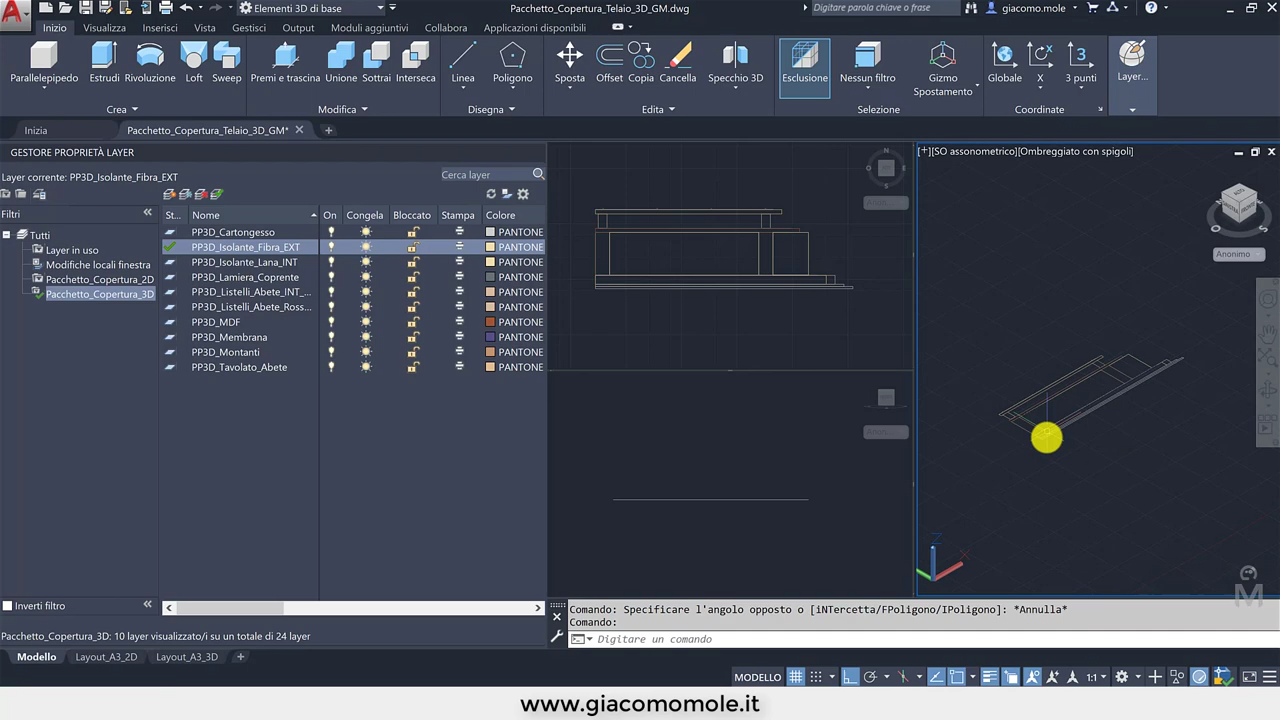 Elementi 3D di base
Pacchetto_Copertura_Telaio_3D_GM.dwg
Digitare parola chiave o frase
giacomo.mole
Inizio Visualizza Inserisci Vista Gestisci Output Moduli aggiuntivi Collabora Applicazioni disponibili
Parallelepipedo Estrudi Rivoluzione Loft Sweep Premi e trascina Unione Sottrai Interseca Linea Poligono Sposta Offset Copia Cancella Specchio 3D Esclusione Nessun filtro Gizmo Spostamento Globale X 3 punti Layer...
Crea Modifica Disegna Edita Selezione Coordinate
Inizia Pacchetto_Copertura_Telaio_3D_GM*
GESTORE PROPRIETÀ LAYER
[+][SO assonometrico][Ombreggiato con spigoli]
Layer corrente: PP3D_Isolante_Fibra_EXT
Cerca layer
Filtri
St... Nome On Congela Bloccato Stampa Colore
Tutti
Layer in uso
Modifiche locali finestra
Pacchetto_Copertura_2D
Pacchetto_Copertura_3D
PP3D_Cartongesso PANTONE
PP3D_Isolante_Fibra_EXT PANTONE
PP3D_Isolante_Lana_INT PANTONE
PP3D_Lamiera_Coprente PANTONE
PP3D_Listelli_Abete_INT_... PANTONE
PP3D_Listelli_Abete_Ross... PANTONE
PP3D_MDF PANTONE
PP3D_Membrana PANTONE
PP3D_Montanti PANTONE
PP3D_Tavolato_Abete PANTONE
N
Anonimo
Z
X
M
Inverti filtro
Comando: Specificare l'angolo opposto o [iNTercetta/FPoligono/IPoligono]: *Annulla*
Comando:
Digitare un comando
Pacchetto_Copertura_3D: 10 layer visualizzato/i su un totale di 24 layer
Modello Layout_A3_2D Layout_A3_3D
MODELLO
1:1
www.giacomomole.it